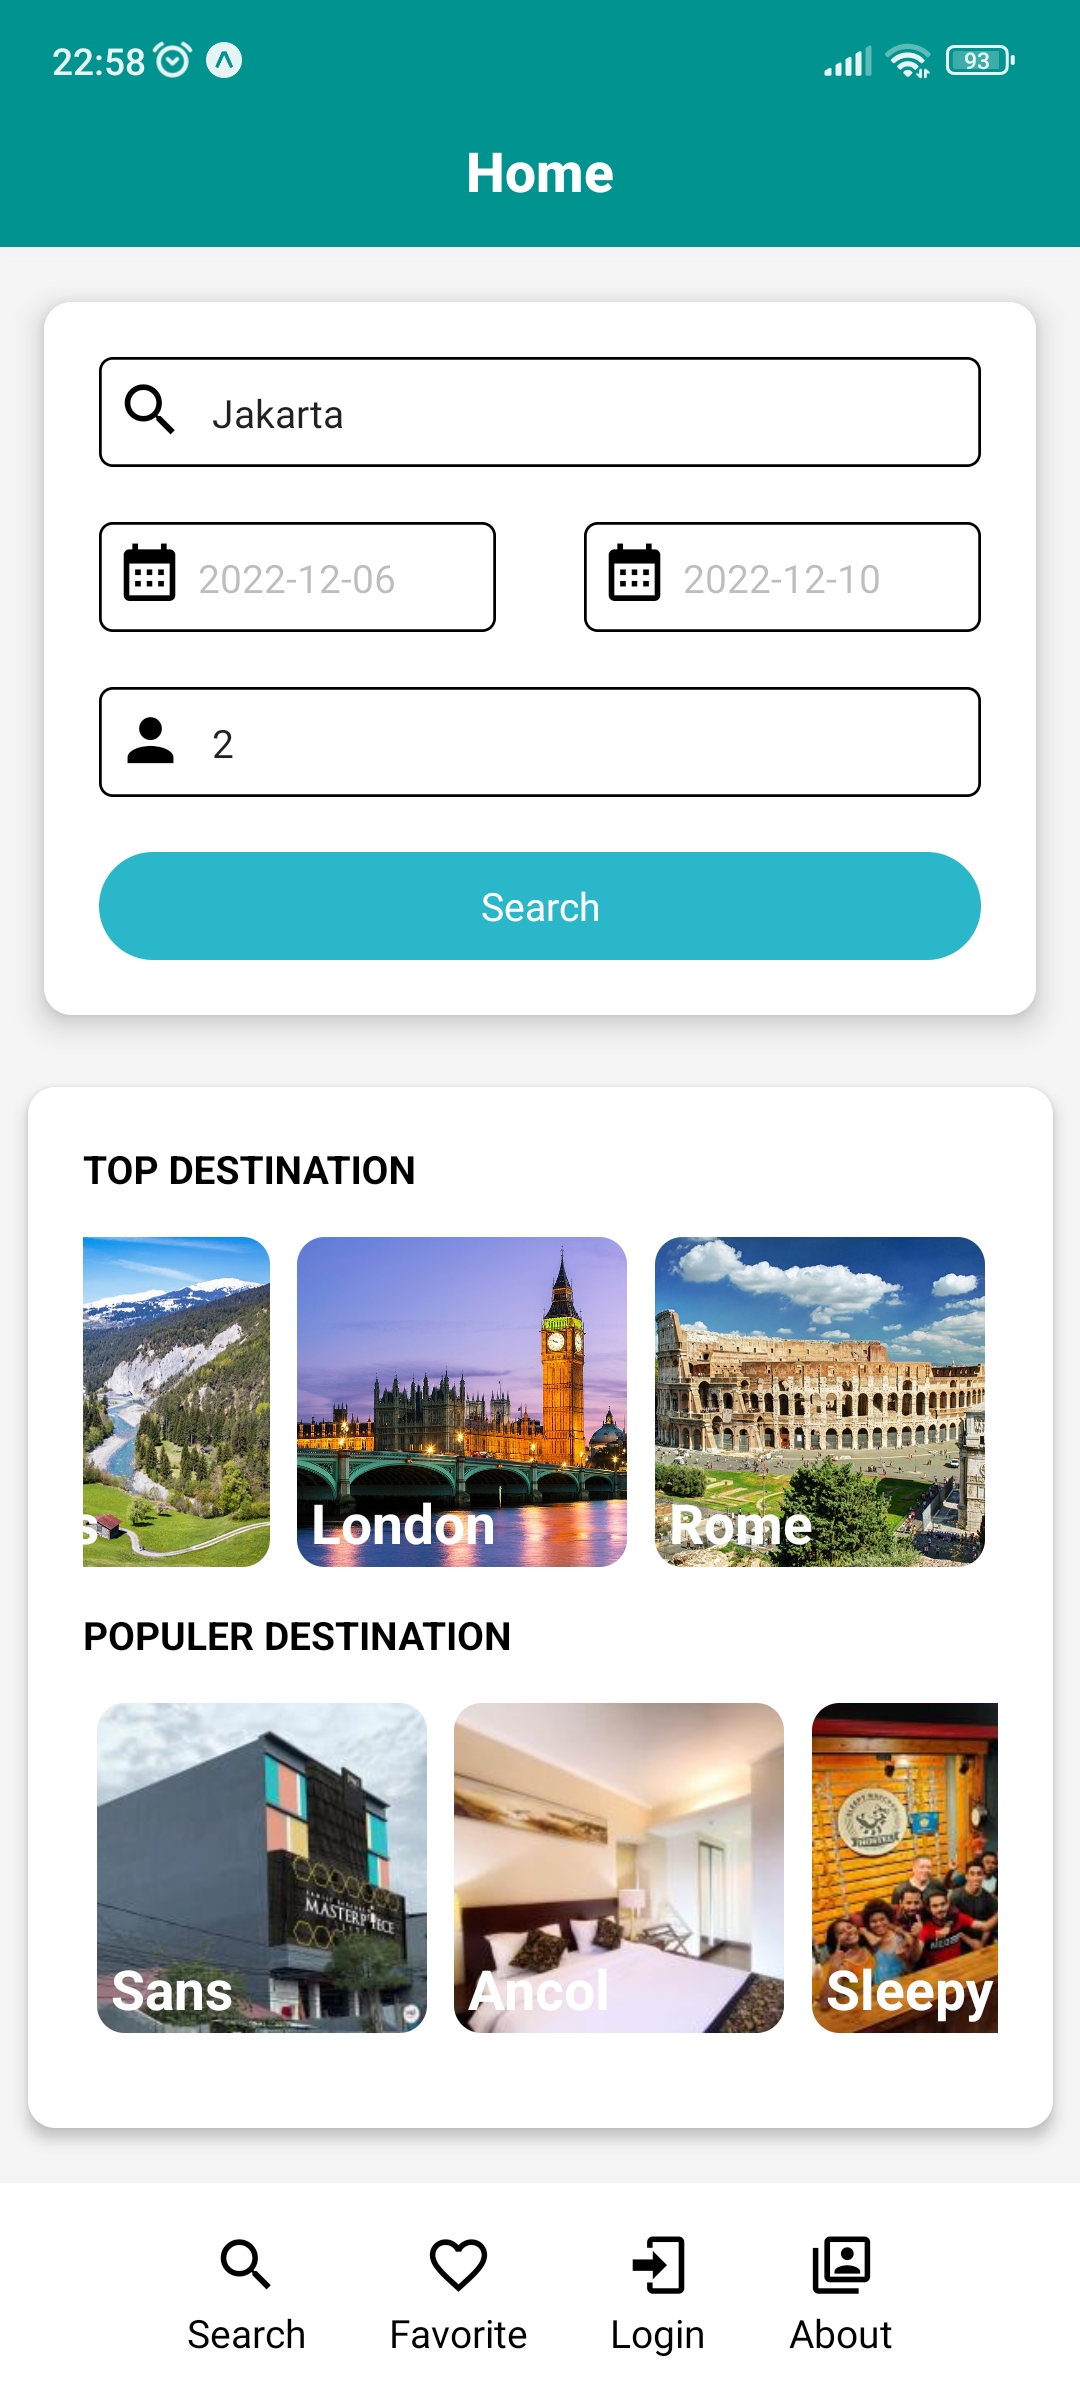 22:58
93
Home
Jakarta
2022-12-06
2022-12-10
2
Search
TOP DESTINATION
s
London
Rome
POPULER DESTINATION
MASTERPIECE
Sans
Ancol
Sleepy
Search
Favorite
Login
About